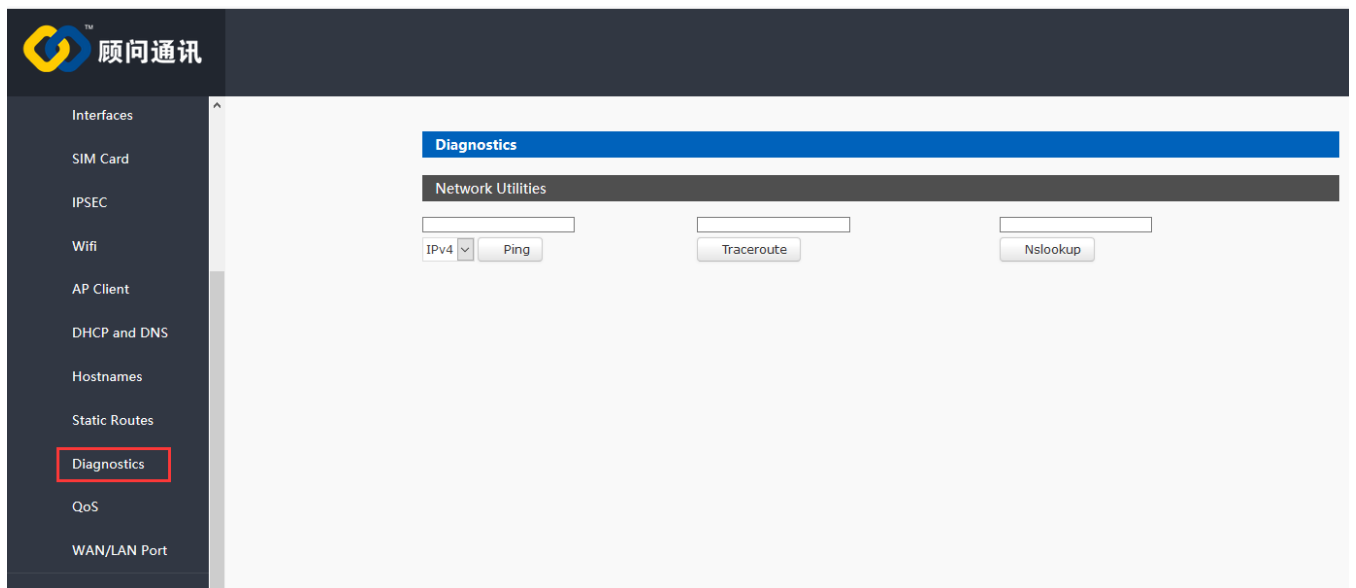 TM
顾问通讯
Interfaces
SIM Card
IPSEC
Wifi
AP Client
DHCP and DNS
Hostnames
Static Routes
Diagnostics
QoS
WAN/LAN Port
Diagnostics
Network Utilities
IPv4 Ping Traceroute Nslookup